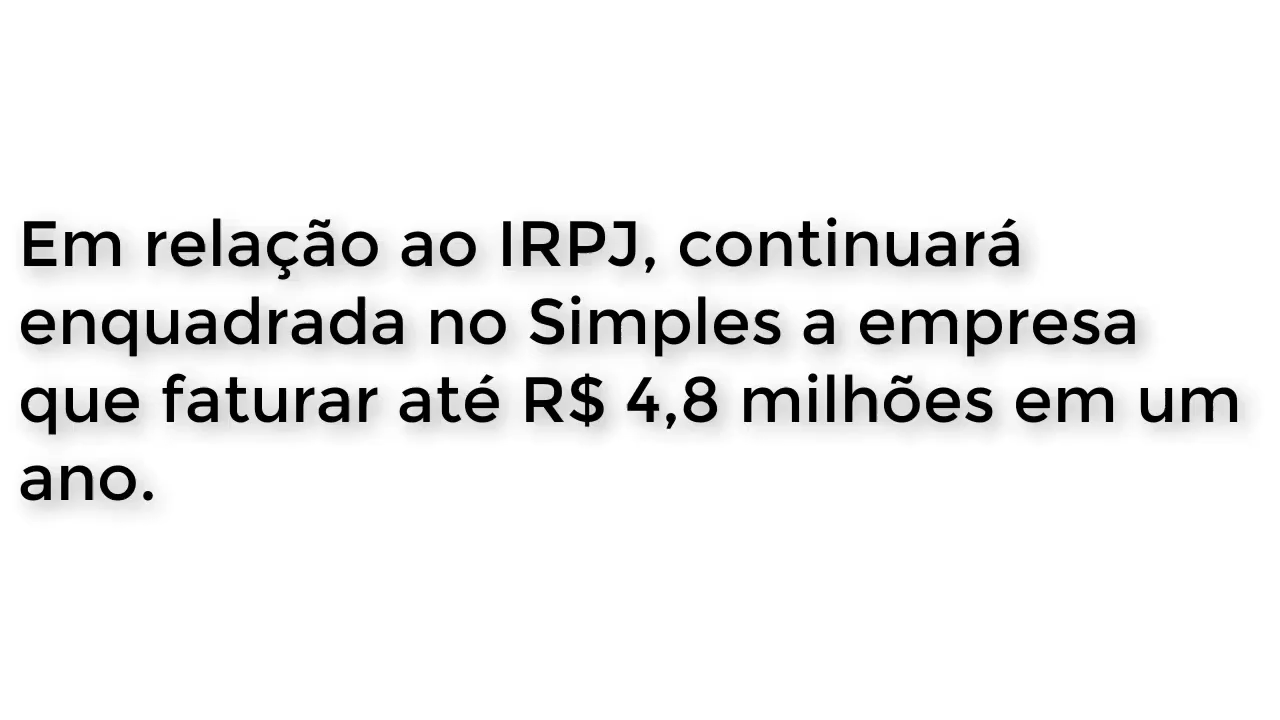 Em relação ao IRPJ, continuará
enquadrada no Simples a empresa
que faturar até R$ 4,8 milhões em um
ano.